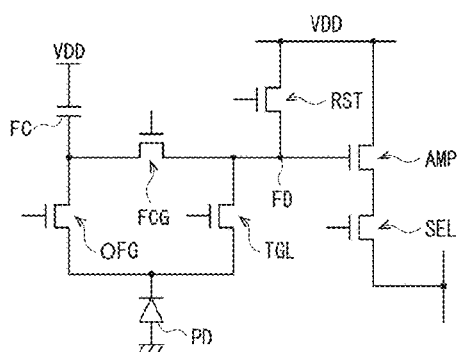 VDD
VDD
RST
FC
FCG
FD
AMP
OFG
TGL
SEL
PD